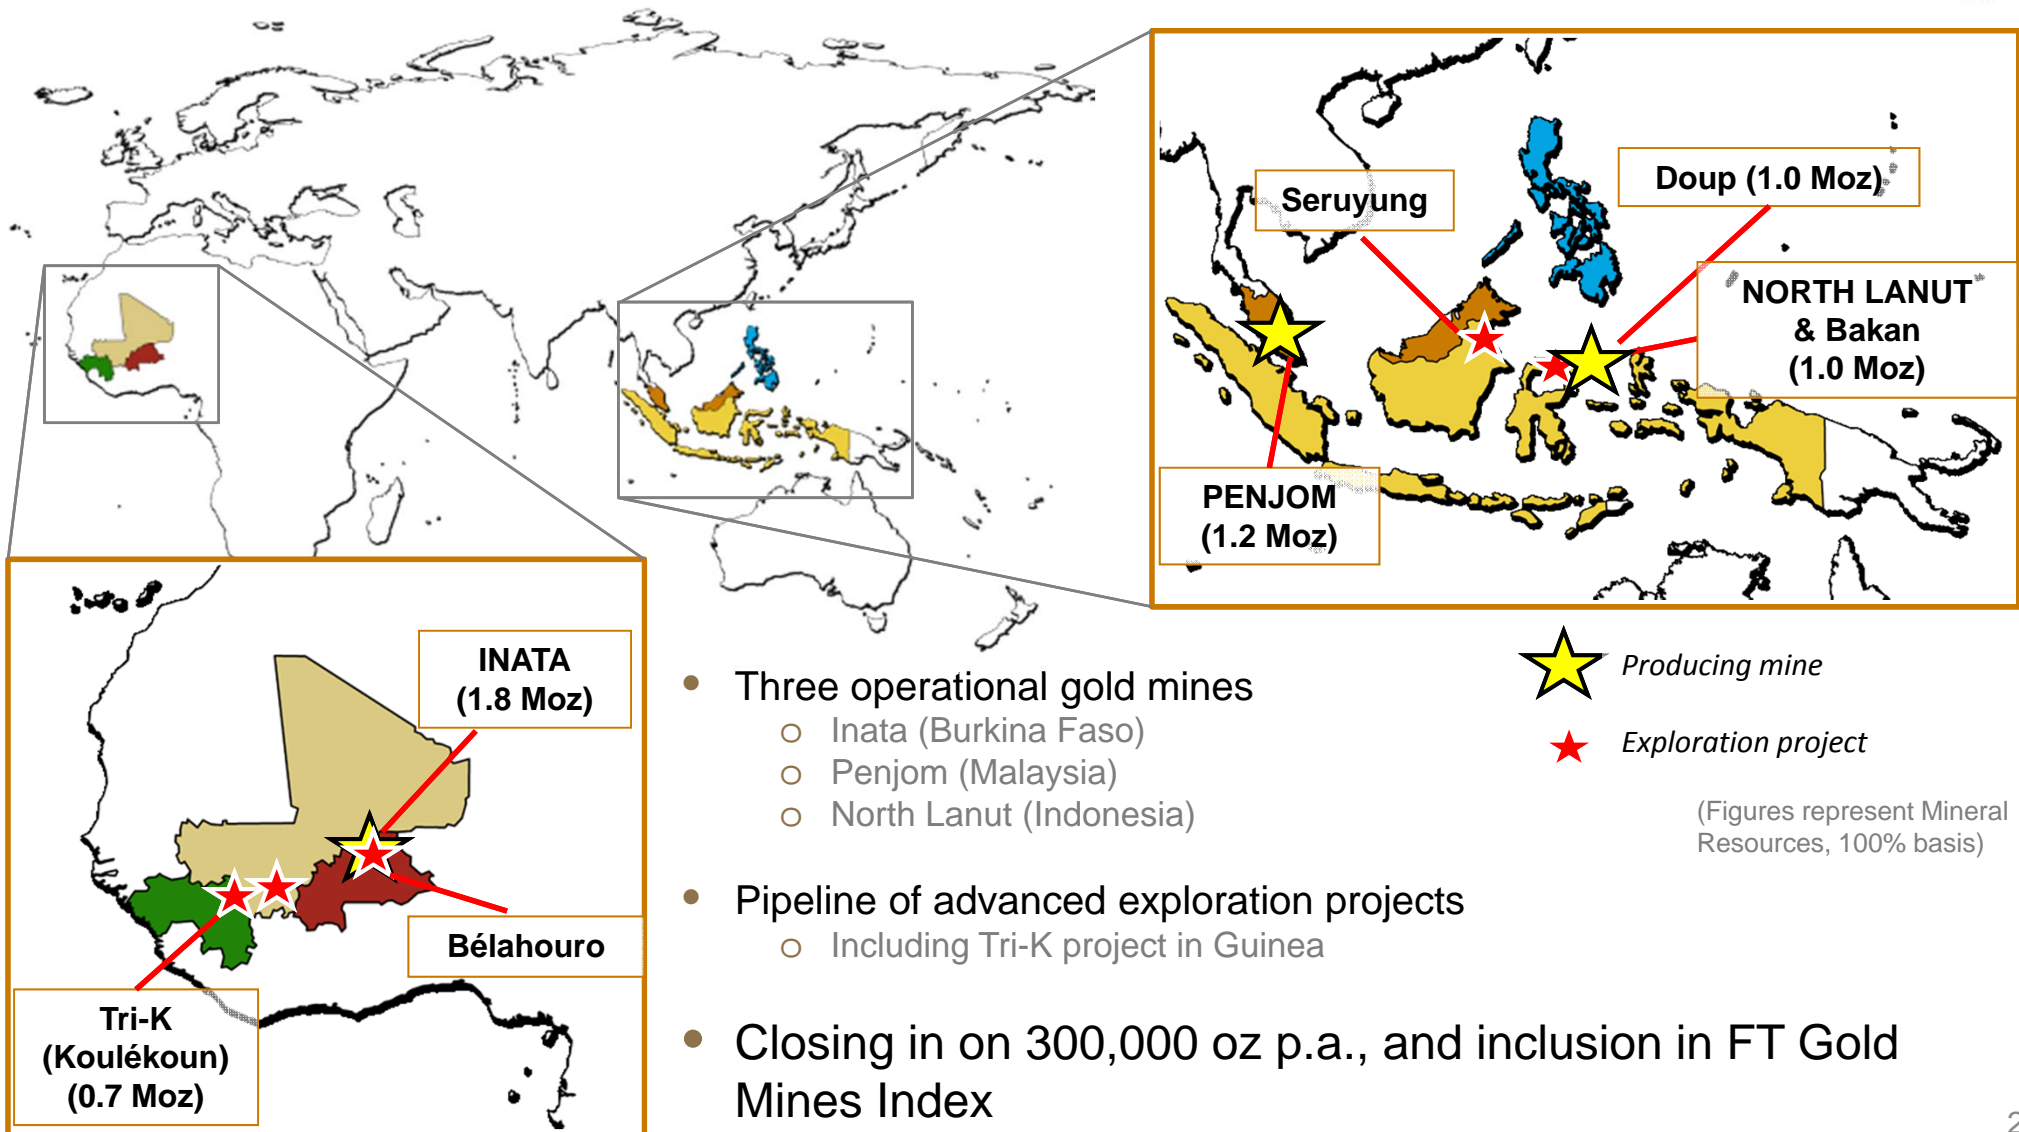 Seruyung
Doup (1.0 Moz)
NORTH LANUT
& Bakan
(1.0 Moz)
PENJOM
(1.2 Moz)
INATA
(1.8 Moz)
Bélahouro
Tri-K
(Koulékoun)
(0.7 Moz)
Producing mine
Exploration project
(Figures represent Mineral
Resources, 100% basis)
• Three operational gold mines
o Inata (Burkina Faso)
o Penjom (Malaysia)
o North Lanut (Indonesia)
• Pipeline of advanced exploration projects
o Including Tri-K project in Guinea
• Closing in on 300,000 oz p.a., and inclusion in FT Gold
Mines Index
2